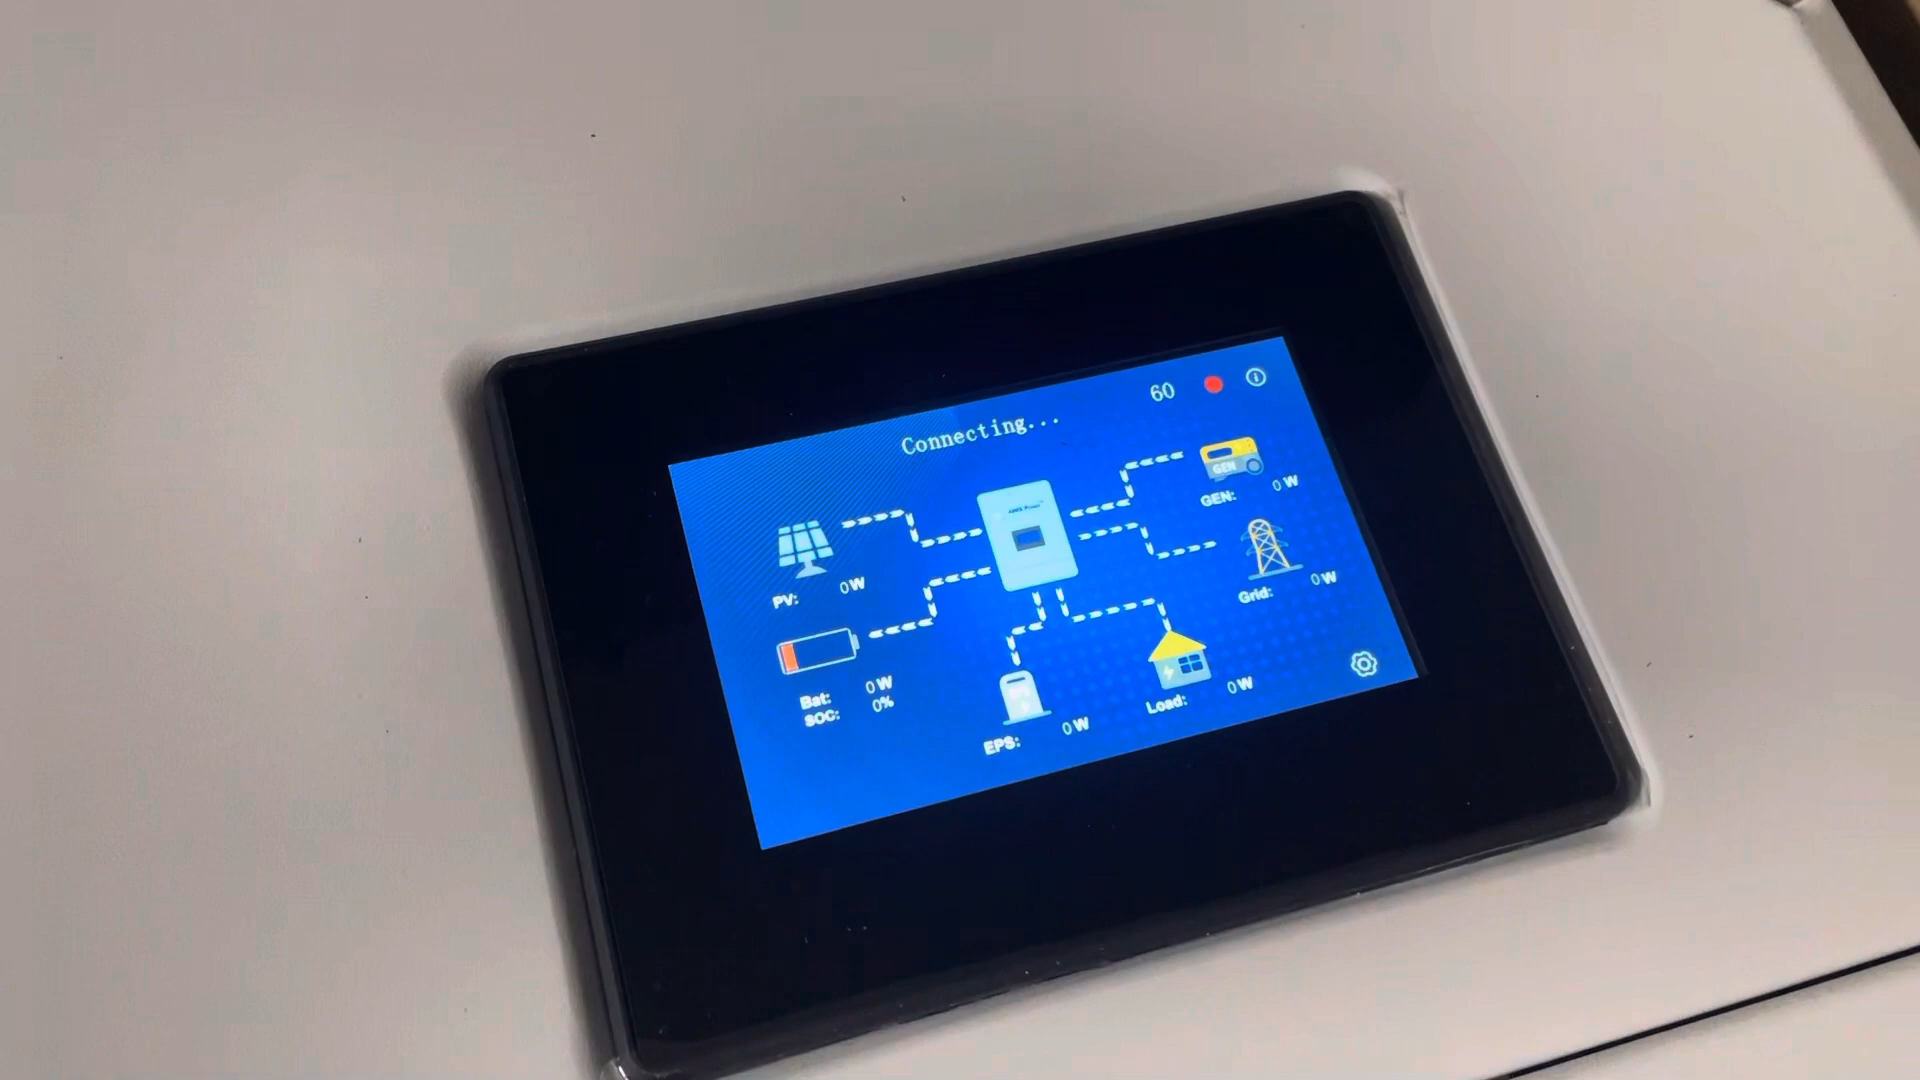 60
Connecting...
GEN
GEN: 0 W
PV: 0 W
Grid: 0 W
Bat: 0 W
SOC: 0%
Load: 0 W
EPS: 0 W